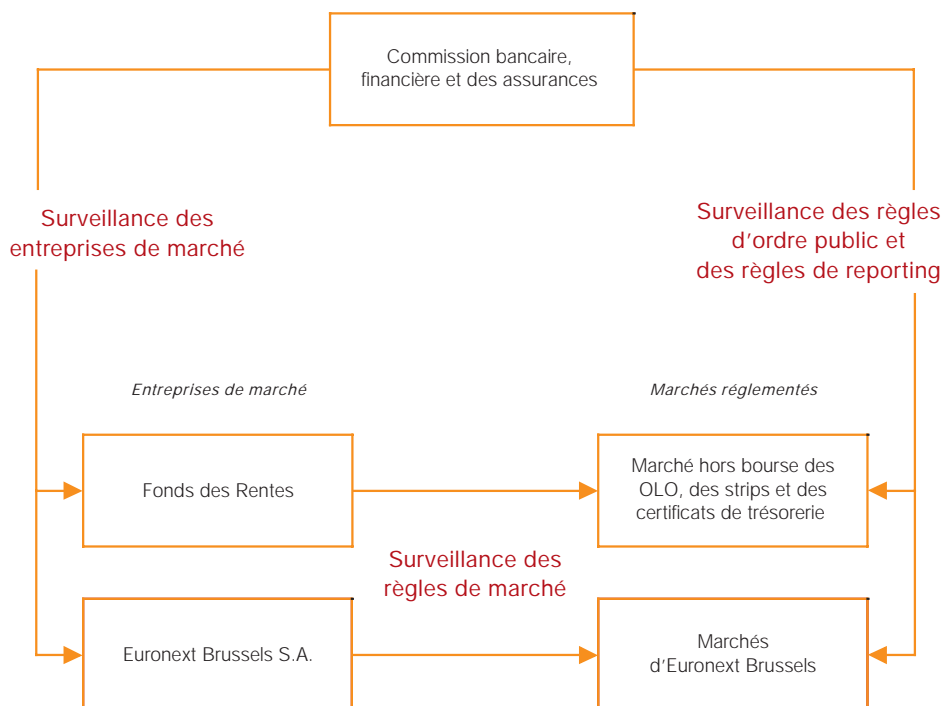 Commission bancaire,
financière et des assurances
Surveillance des
entreprises de marché
Surveillance des règles
d'ordre public et
des règles de reporting
Entreprises de marché
Marchés réglementés
Fonds des Rentes
Marché hors bourse des
OLO, des strips et des
certificats de trésorerie
Surveillance des
règles de marché
Euronext Brussels S.A.
Marchés
d'Euronext Brussels